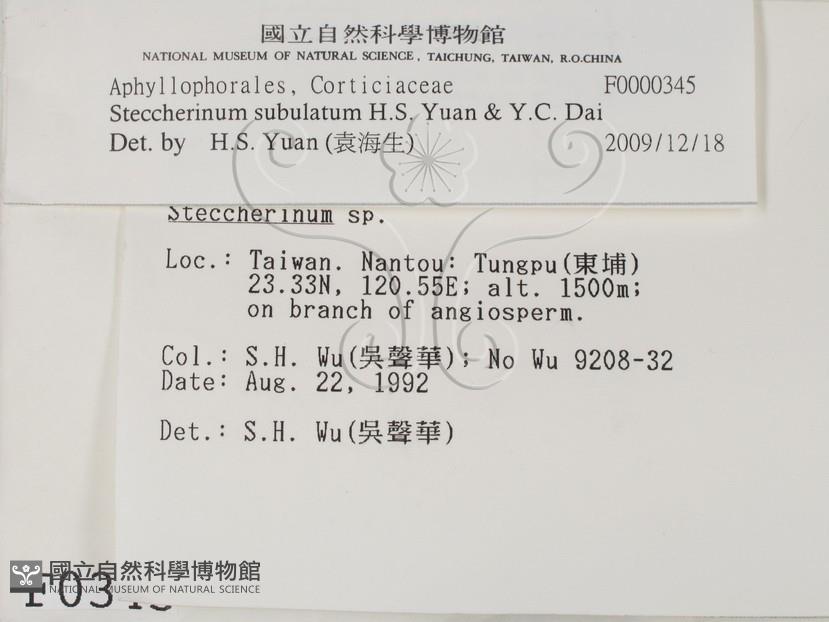 國立自然科學博物館
NATIONAL MUSEUM OF NATURAL SCIENCE, TAICHUNG, TAIWAN, R.O.CHINA
Aphyllophorales, Corticiaceae F0000345
Steccherinum subulatum H.S. Yuan & Y.C. Dai
Det. by H.S. Yuan (袁海生) 2009/12/18
Steccherinum sp.
Loc.: Taiwan. Nantou: Tungpu(東埔)
23.33N, 120.55E; alt. 1500m;
on branch of angiosperm.
Col.: S.H. Wu(吳聲華); No Wu 9208-32
Date: Aug. 22, 1992
Det.: S.H. Wu(吳聲華)
國立自然科學博物館
NATIONAL MUSEUM OF NATURAL SCIENCE
F0345